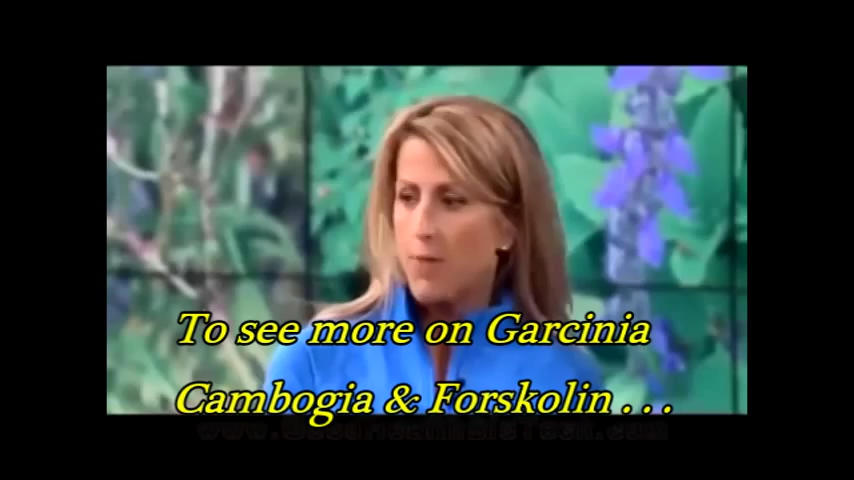 To see more on Garcinia
Cambogia & Forskolin . . .